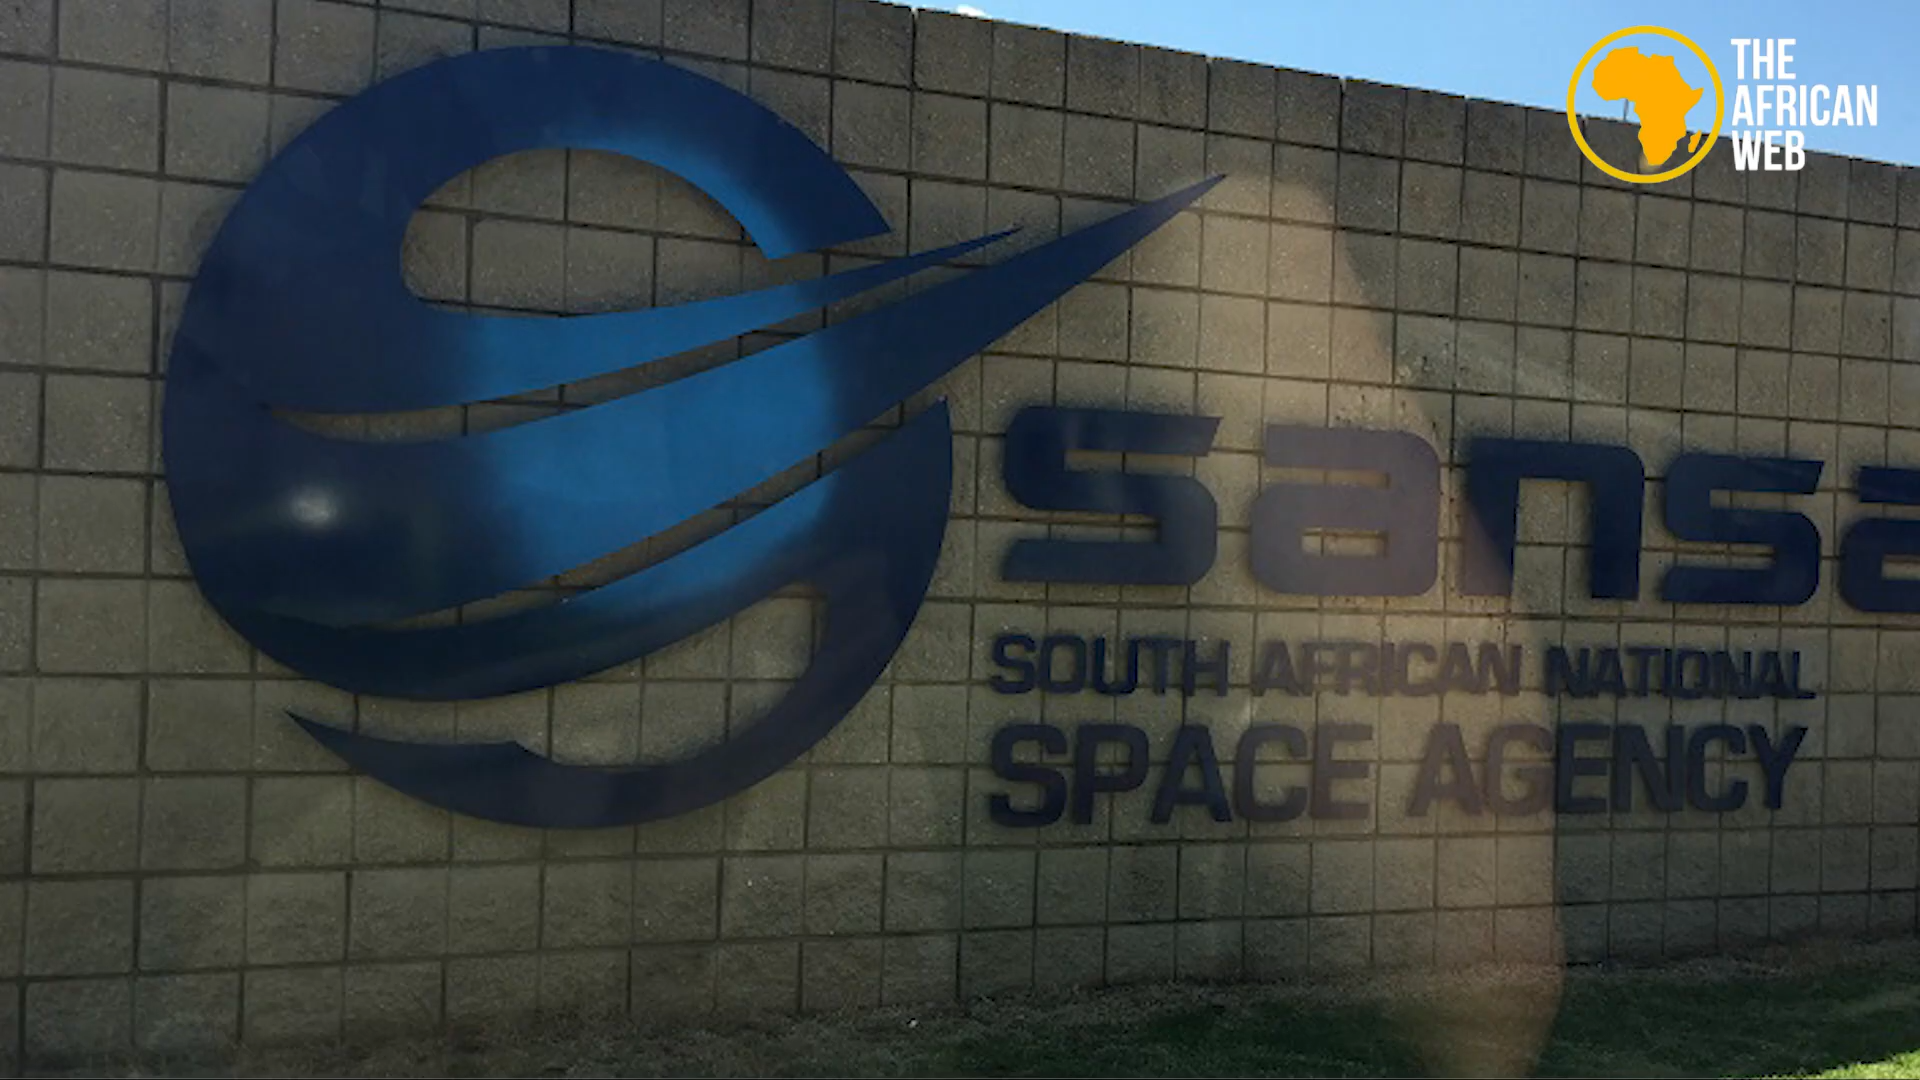 THE
AFRICAN
WEB
sansa
SOUTH AFRICAN NATIONAL
SPACE AGENCY